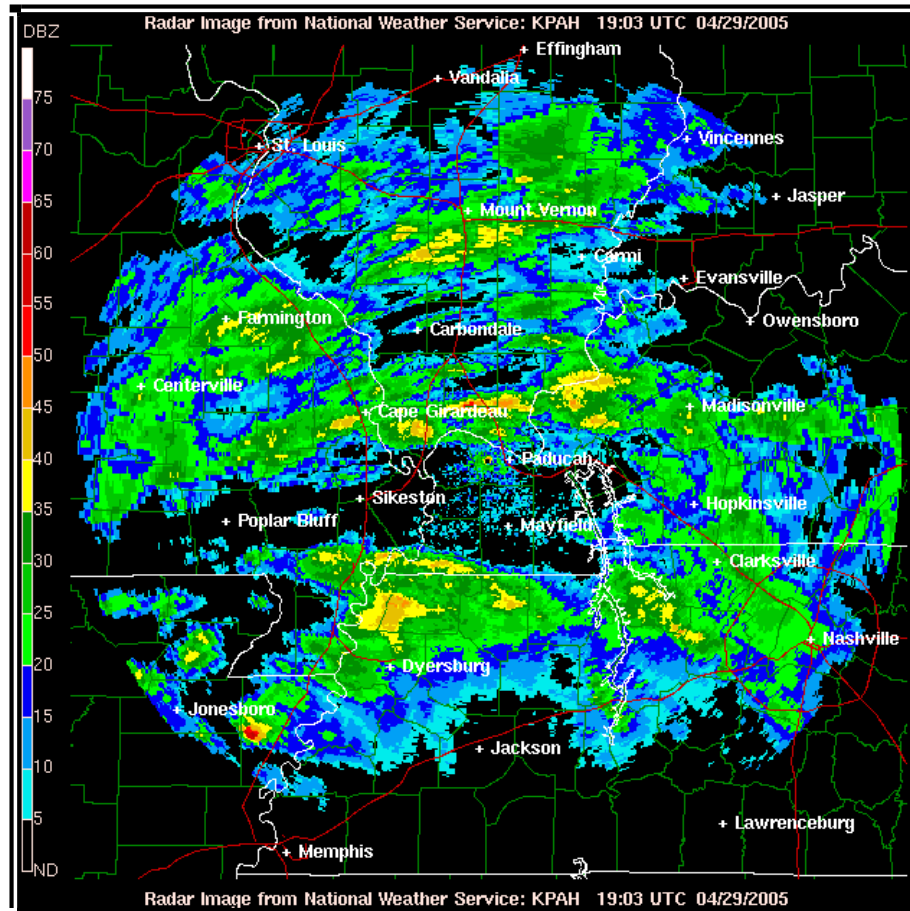 Radar Image from National Weather Service: KPAH 19:03 UTC 04/29/2005
DBZ
+ Effingham
+ Vandalia
75
+ Vincennes
+ St. Louis
70
+ Jasper
65
+ Mount Vernon
60
+ Carmi
+ Evansville
55
+ Farmington
+ Owensboro
+ Carbondale
50
+ Centerville
45
+ Madisonville
+ Cape Girardeau
40
+ Paducah
35
+ Sikeston
+ Hopkinsville
+ Poplar Bluff
+ Mayfield
30
+ Clarksville
25
+ Nashville
20
+ Dyersburg
15
+ Jonesboro
+ Jackson
10
5
+ Lawrenceburg
+ Memphis
ND
Radar Image from National Weather Service: KPAH 19:03 UTC 04/29/2005